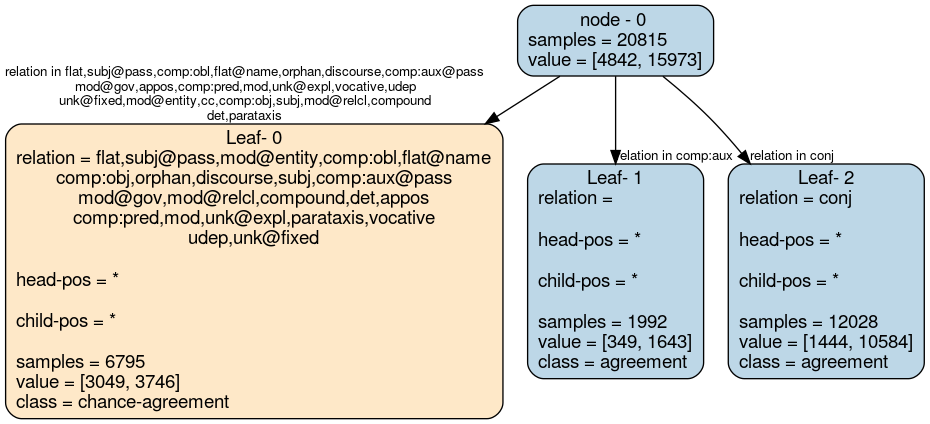 node - 0
samples = 20815
value = [4842, 15973]
relation in flat,subj@pass,comp:obl,flat@name,orphan,discourse,comp:aux@pass
mod@gov,appos,comp:pred,mod,unk@expl,vocative,udep
unk@fixed,mod@entity,cc,comp:obj,subj,mod@relcl,compound
det,parataxis
relation in comp:aux
relation in conj
Leaf- 0
relation = flat,subj@pass,mod@entity,comp:obl,flat@name
comp:obj,orphan,discourse,subj,comp:aux@pass
mod@gov,mod@relcl,compound,det,appos
comp:pred,mod,unk@expl,parataxis,vocative
udep,unk@fixed
head-pos = *
child-pos = *
samples = 6795
value = [3049, 3746]
class = chance-agreement
Leaf- 1
relation =
head-pos = *
child-pos = *
samples = 1992
value = [349, 1643]
class = agreement
Leaf- 2
relation = conj
head-pos = *
child-pos = *
samples = 12028
value = [1444, 10584]
class = agreement